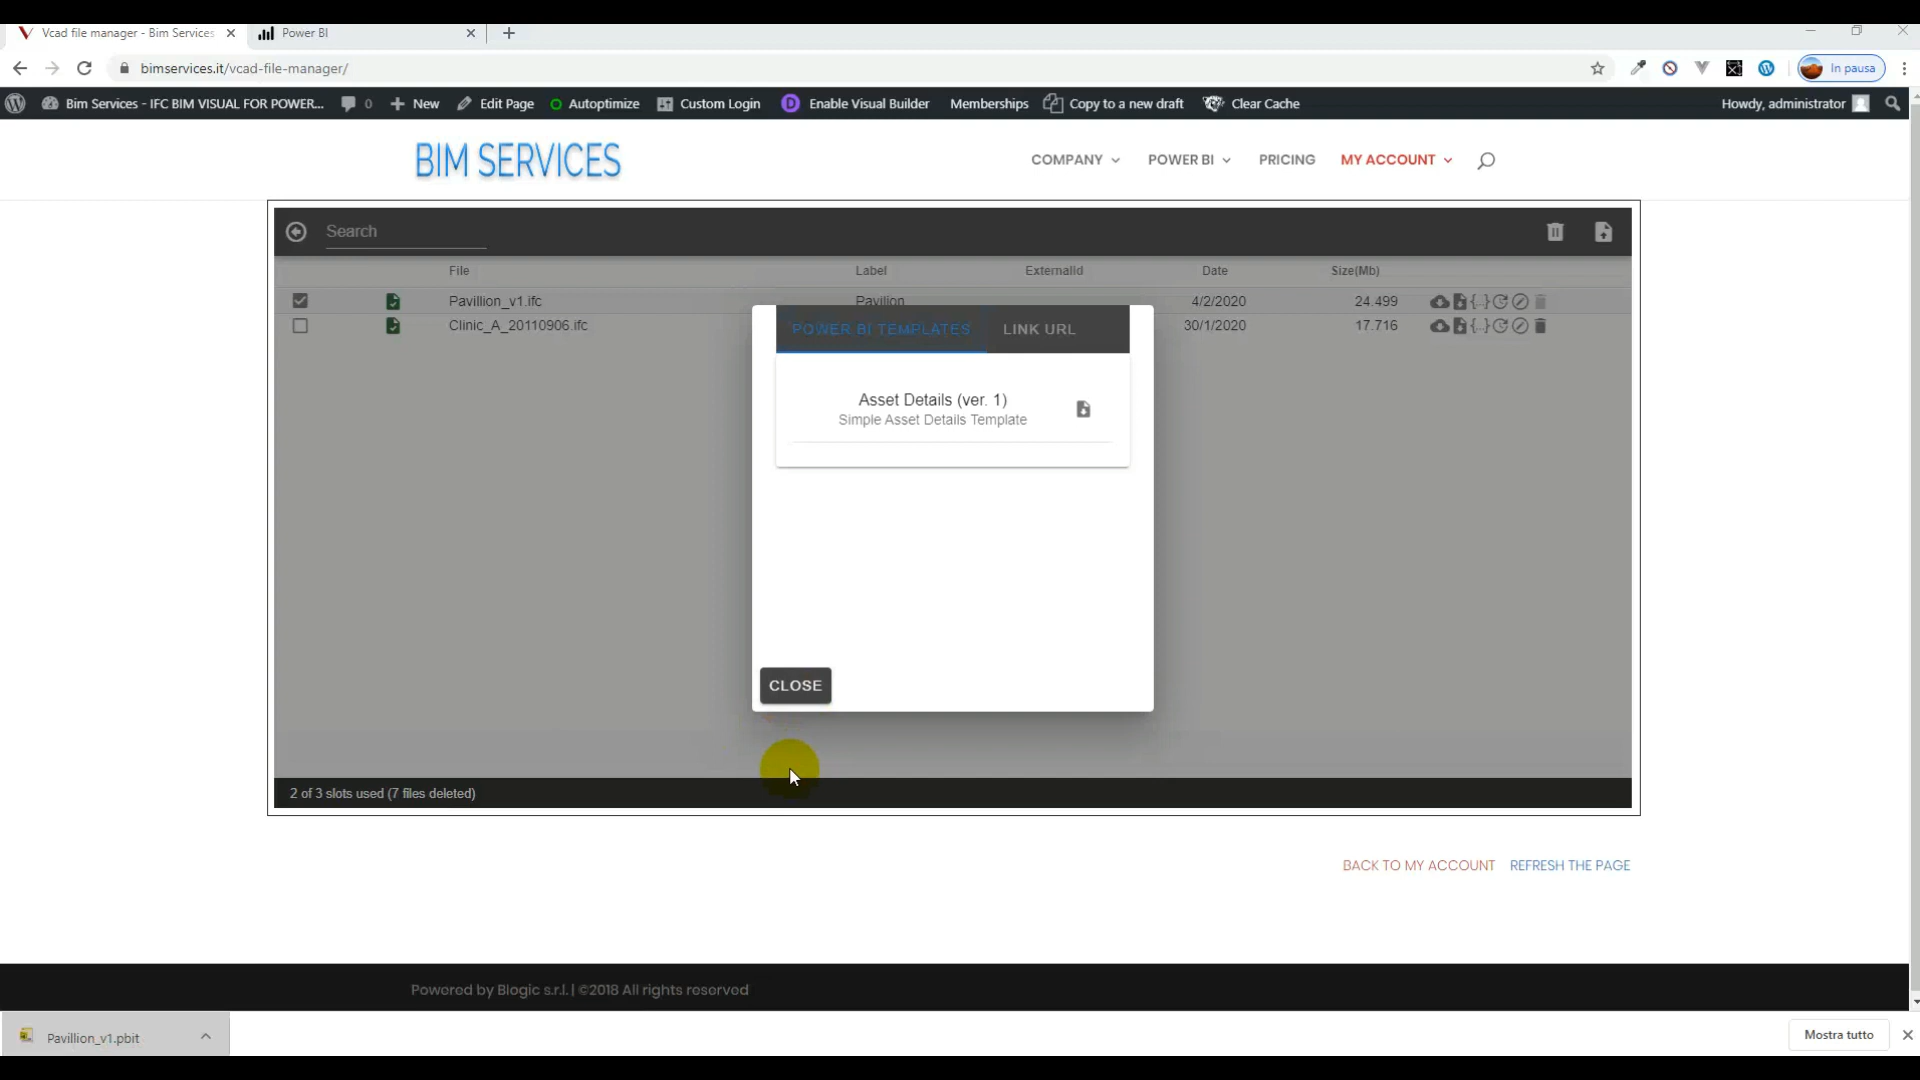 Vcad file manager - Bim Services
Power BI
bimservices.it/vcad-file-manager/
In pausa
Bim Services - IFC BIM VISUAL FOR POWER...
0
New
Edit Page
Autoptimize
Custom Login
Enable Visual Builder
Memberships
Copy to a new draft
Clear Cache
Howdy, administrator
BIM SERVICES
COMPANY
POWER BI
PRICING
MY ACCOUNT
Search
File
Label
ExternalId
Date
Size(Mb)
Pavillion_v1.ifc
Pavilion
4/2/2020
24.499
{...}
Clinic_A_20110906.ifc
30/1/2020
17.716
{...}
POWER BI TEMPLATES
LINK URL
Asset Details (ver. 1)
Simple Asset Details Template
CLOSE
2 of 3 slots used (7 files deleted)
BACK TO MY ACCOUNT
REFRESH THE PAGE
Powered by Blogic s.r.l. | ©2018 All rights reserved
Pavillion_v1.pbit
Mostra tutto